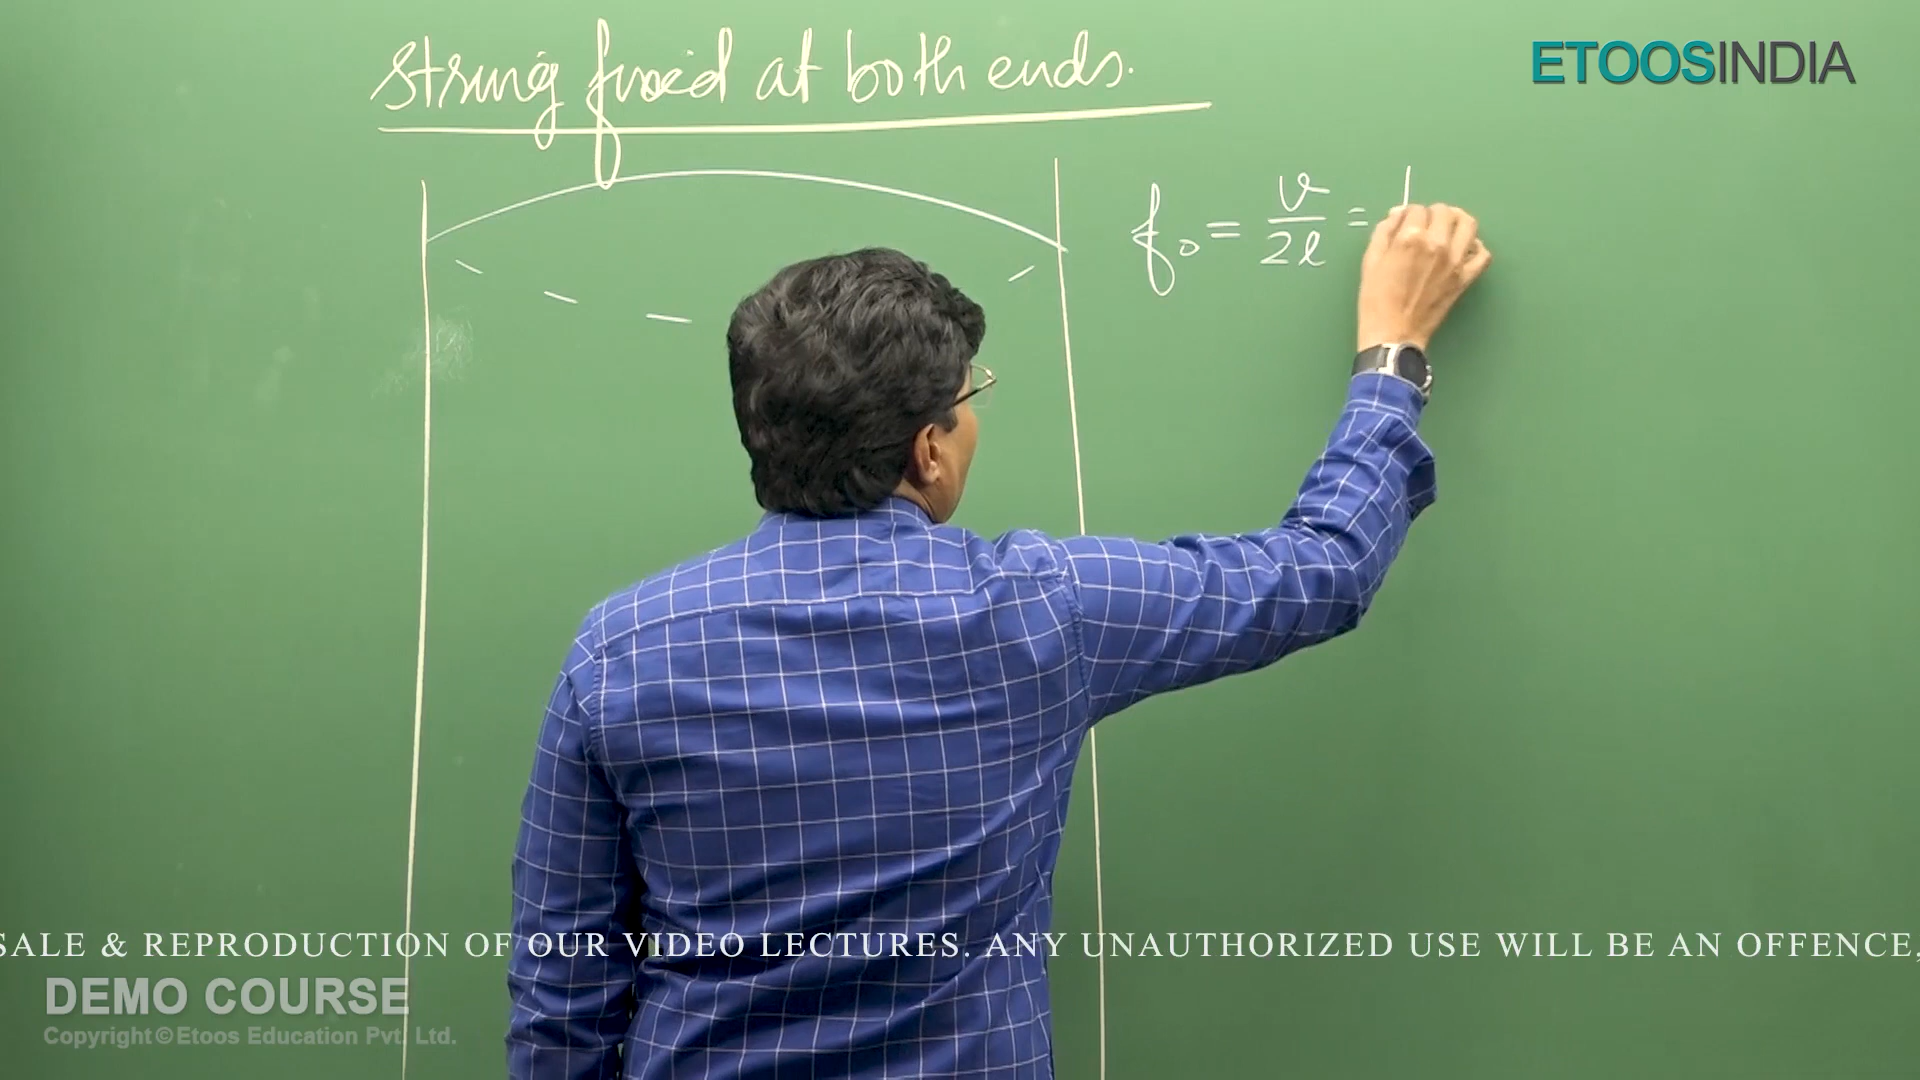 ETOOSINDIA
string fixed at both ends.
f₀ = v/2l = 1
SALE & REPRODUCTION OF OUR VIDEO LECTURES. ANY UNAUTHORIZED USE WILL BE AN OFFENCE,
DEMO COURSE
Copyright©Etoos Education Pvt. Ltd.